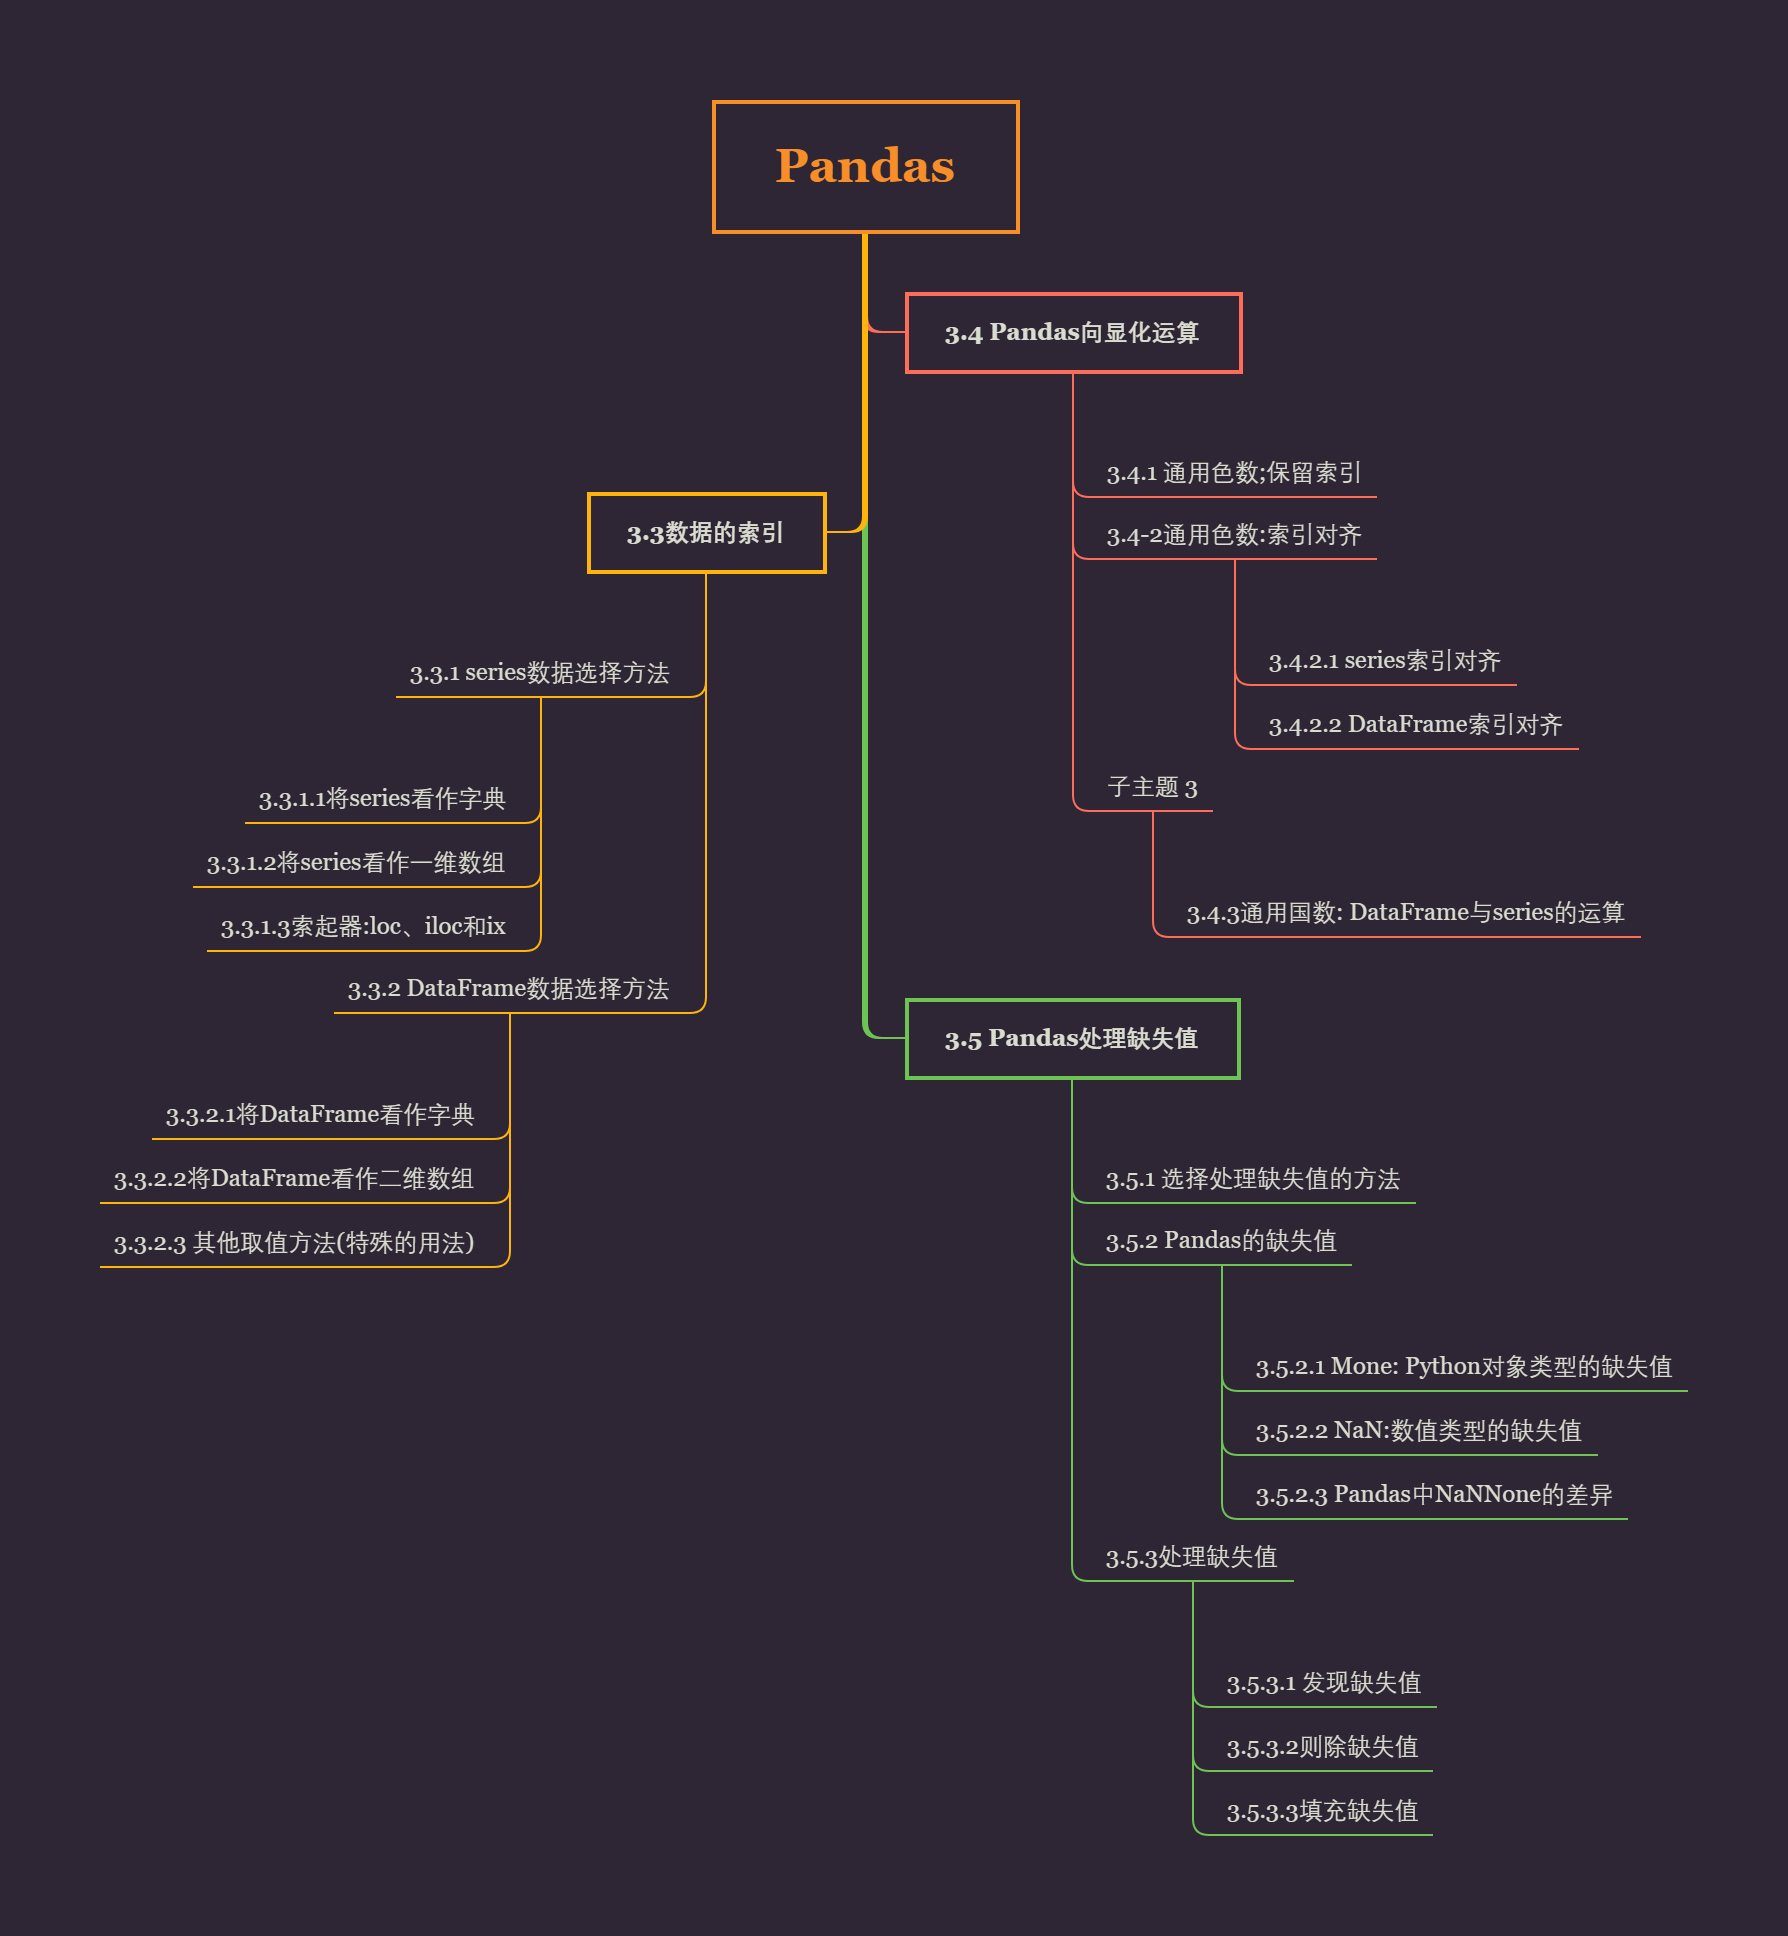 Pandas
3.4 Pandas向显化运算
3.4.1 通用色数;保留索引
3.4-2通用色数:索引对齐
3.4.2.1 series索引对齐
3.4.2.2 DataFrame索引对齐
子主题 3
3.4.3通用国数: DataFrame与series的运算
3.3数据的索引
3.3.1 series数据选择方法
3.3.1.1将series看作字典
3.3.1.2将series看作一维数组
3.3.1.3索起器:loc、iloc和ix
3.3.2 DataFrame数据选择方法
3.3.2.1将DataFrame看作字典
3.3.2.2将DataFrame看作二维数组
3.3.2.3 其他取值方法(特殊的用法)
3.5 Pandas处理缺失值
3.5.1 选择处理缺失值的方法
3.5.2 Pandas的缺失值
3.5.2.1 Mone: Python对象类型的缺失值
3.5.2.2 NaN:数值类型的缺失值
3.5.2.3 Pandas中NaNNone的差异
3.5.3处理缺失值
3.5.3.1 发现缺失值
3.5.3.2则除缺失值
3.5.3.3填充缺失值